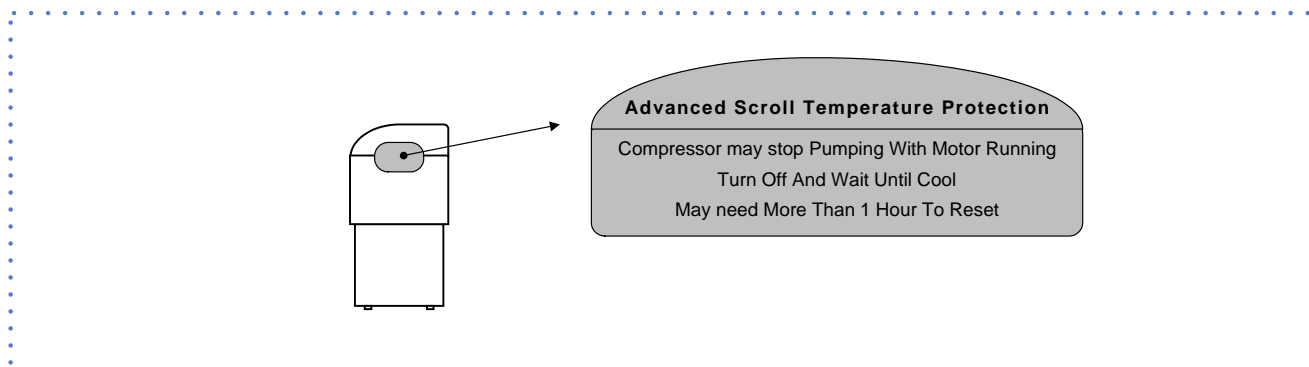 Advanced Scroll Temperature Protection
Compressor may stop Pumping With Motor Running
Turn Off And Wait Until Cool
May need More Than 1 Hour To Reset